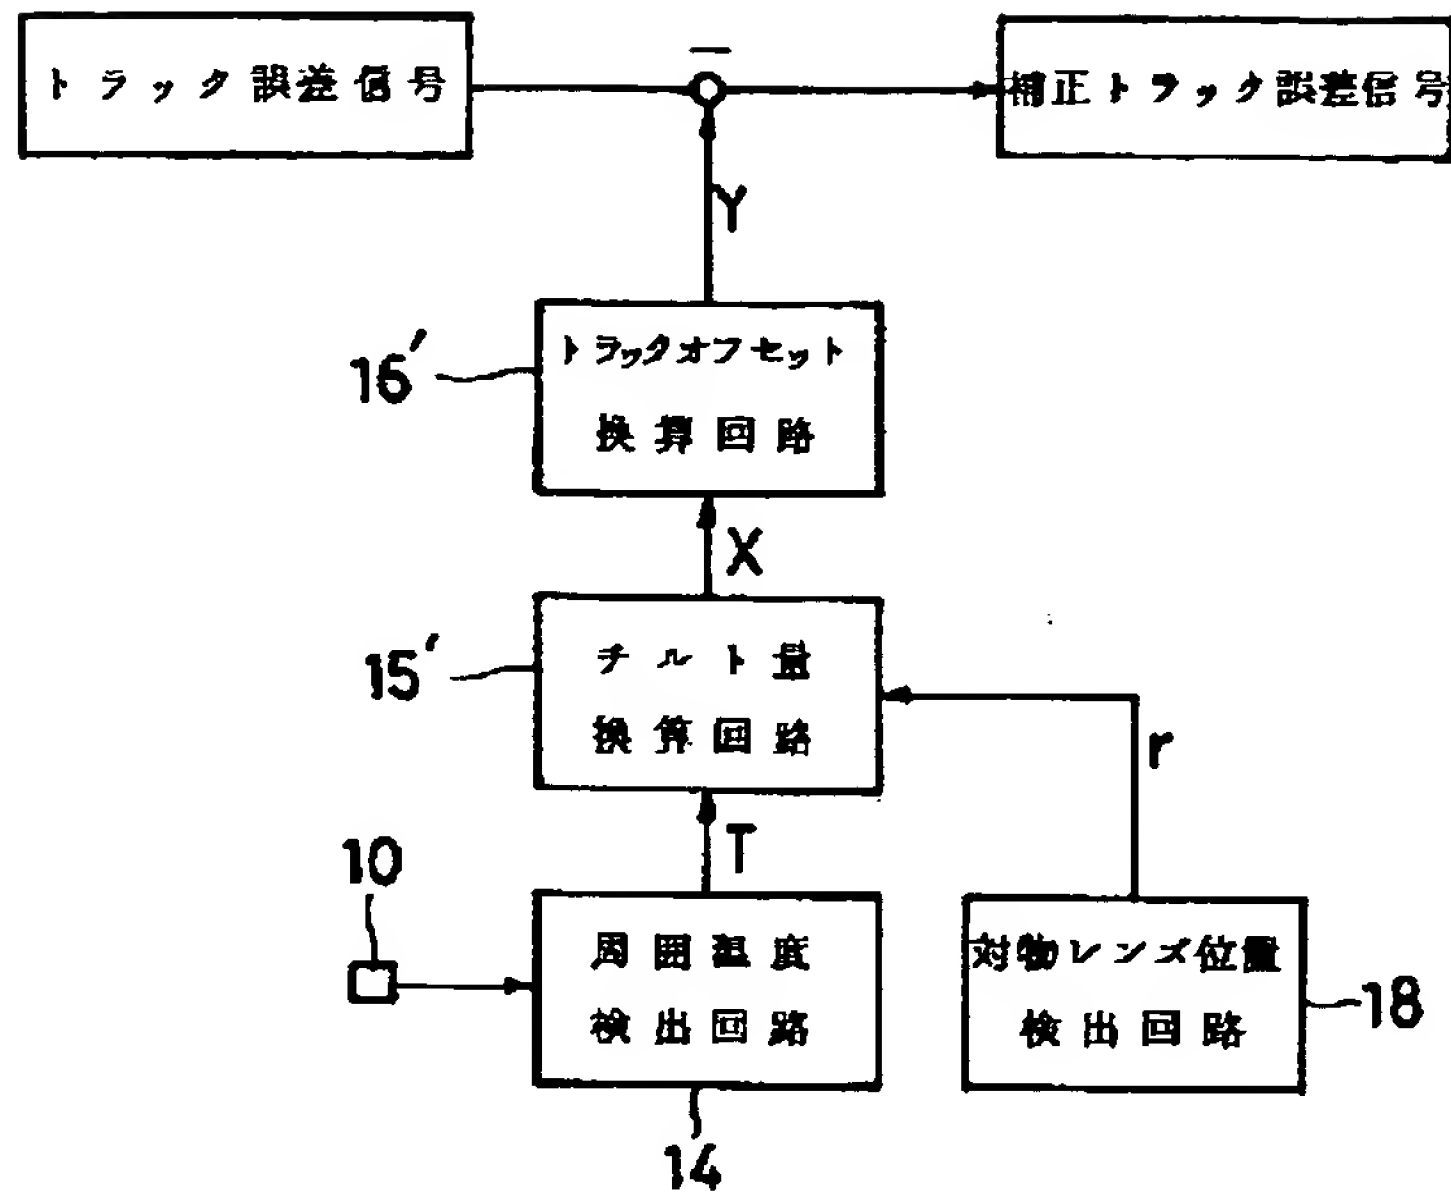 トラック誤差信号
補正トラック誤差信号
−
Y
トラックオフセット
換算回路
16′
X
チルト量
換算回路
15′
r
T
10
周囲温度
検出回路
14
対物レンズ位置
検出回路
18